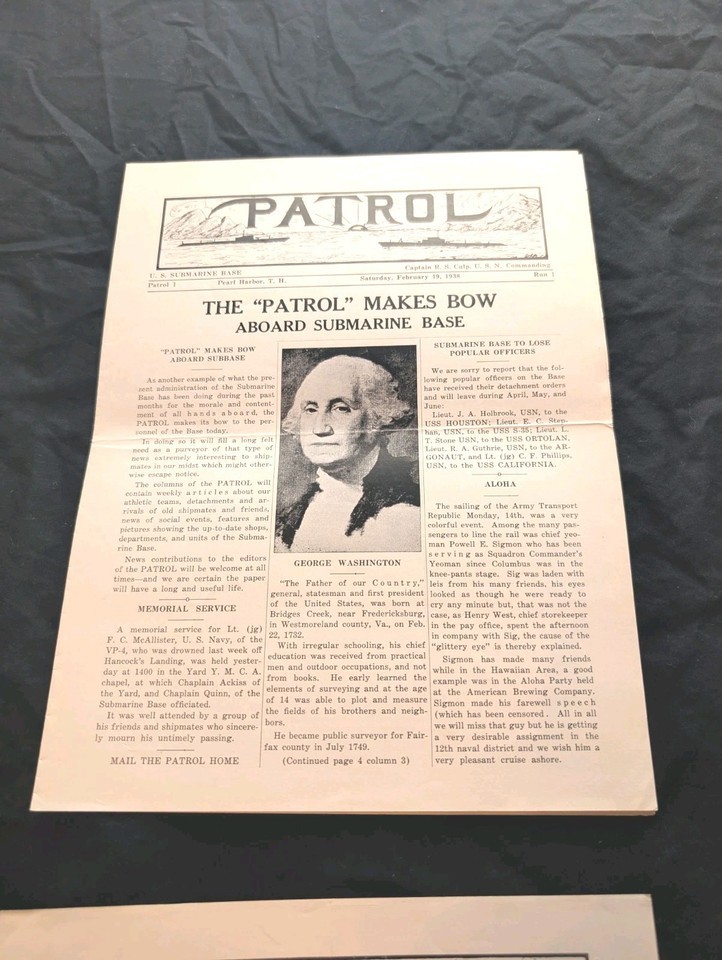 PATROL
U. S. SUBMARINE BASE
Captain R. S. Culp, U. S. N. Commanding
Patrol 1
Pearl Harbor, T. H.
Saturday, February 19, 1938
Run 1
THE "PATROL" MAKES BOW
ABOARD SUBMARINE BASE
"PATROL" MAKES BOW
ABOARD SUBBASE
As another example of what the pre-
sent administration of the Submarine
Base has been doing during the past
months for the morale and content-
ment of all hands aboard, the
PATROL makes its bow to the per-
sonnel of the Base today.
In doing so it will fill a long felt
need as a purveyor of that type of
news extremely interesting to ship-
mates in our midst which might other-
wise escape notice.
The columns of the PATROL will
contain weekly articles about our
athletic teams, detachments and ar-
rivals of old shipmates and friends,
news of social events, features and
pictures showing the up-to-date shops,
departments, and units of the Subma-
rine Base.
News contributions to the editors
of the PATROL will be welcome at all
times—and we are certain the paper
will have a long and useful life.
MEMORIAL SERVICE
A memorial service for Lt. (jg)
F. C. McAllister, U. S. Navy, of the
VP-4, who was drowned last week off
Hancock's Landing, was held yester-
day at 1400 in the Yard Y. M. C. A.
chapel, at which Chaplain Ackiss of
the Yard, and Chaplain Quinn, of the
Submarine Base officiated.
It was well attended by a group of
his friends and shipmates who sincere-
ly mourn his untimely passing.
MAIL THE PATROL HOME
GEORGE WASHINGTON
"The Father of our Country,"
general, statesman and first president
of the United States, was born at
Bridges Creek, near Fredericksburg,
in Westmoreland county, Va., on Feb.
22, 1732.
With irregular schooling, his chief
education was received from practical
men and outdoor occupations, and not
from books. He early learned the
elements of surveying and at the age
of 14 was able to plot and measure
the fields of his brothers and neigh-
bors.
He became public surveyor for Fair-
fax county in July 1749.
(Continued page 4 column 3)
SUBMARINE BASE TO LOSE
POPULAR OFFICERS
We are sorry to report that the fol-
lowing popular officers on the Base
have received their detachment orders
and will leave during April, May, and
June:
Lieut. J. A. Holbrook, USN, to the
USS HOUSTON; Lieut. E. C. Step-
han, USN, to the USS S-35; Lieut. L.
T. Stone USN, to the USS ORTOLAN,
Lieut. R. A. Guthrie, USN, to the AR-
GONAUT, and Lt. (jg) C. F. Phillips,
USN, to the USS CALIFORNIA.
ALOHA
The sailing of the Army Transport
Republic Monday, 14th, was a very
colorful event. Among the many pas-
sengers to line the rail was chief yeo-
man Powell E. Sigmon who has been
serving as Squadron Commander's
Yeoman since Columbus was in the
knee-pants stage. Sig was laden with
leis from his many friends, his eyes
looked as though he were ready to
cry any minute but, that was not the
case, as Henry West, chief storekeeper
in the pay office, spent the afternoon
in company with Sig, the cause of the
"glittery eye" is thereby explained.
Sigmon has made many friends
while in the Hawaiian Area, a good
example was in the Aloha Party held
at the American Brewing Company.
Sigmon made his farewell speech
(which has been censored. All in all
we will miss that guy but he is getting
a very desirable assignment in the
12th naval district and we wish him a
very pleasant cruise ashore.